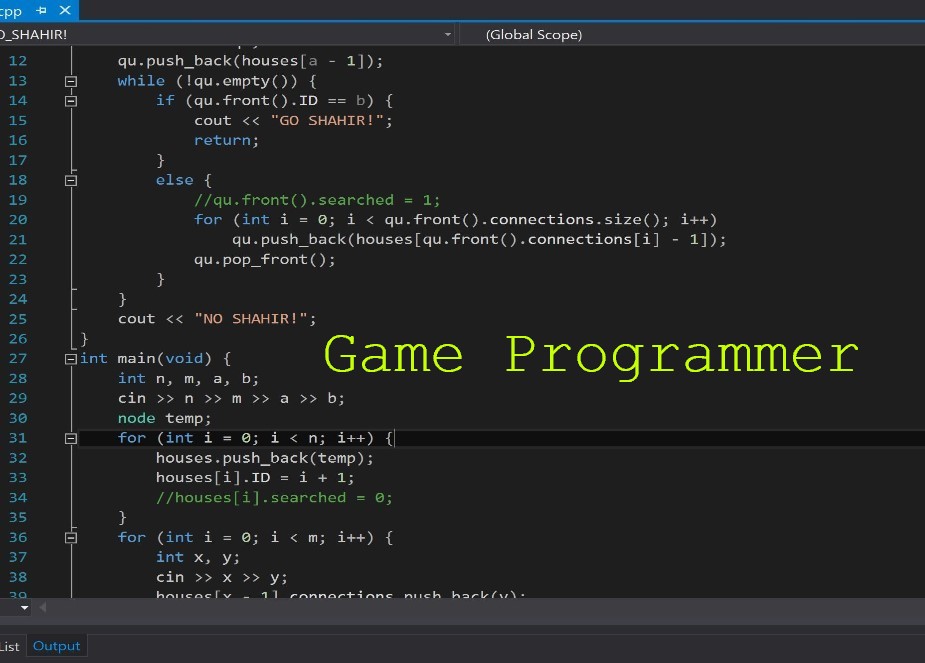 cpp
O_SHAHIR!
(Global Scope)
12 qu.push_back(houses[a - 1]);
13 while (!qu.empty()) {
14 if (qu.front().ID == b) {
15 cout << "GO SHAHIR!";
16 return;
17 }
18 else {
19 //qu.front().searched = 1;
20 for (int i = 0; i < qu.front().connections.size(); i++)
21 qu.push_back(houses[qu.front().connections[i] - 1]);
22 qu.pop_front();
23 }
24 }
25 cout << "NO SHAHIR!";
26 }
27 int main(void) {
28 int n, m, a, b;
29 cin >> n >> m >> a >> b;
30 node temp;
31 for (int i = 0; i < n; i++) {
32 houses.push_back(temp);
33 houses[i].ID = i + 1;
34 //houses[i].searched = 0;
35 }
36 for (int i = 0; i < m; i++) {
37 int x, y;
38 cin >> x >> y;
39 houses[x - 1].connections.push_back(y);
Game Programmer
List Output